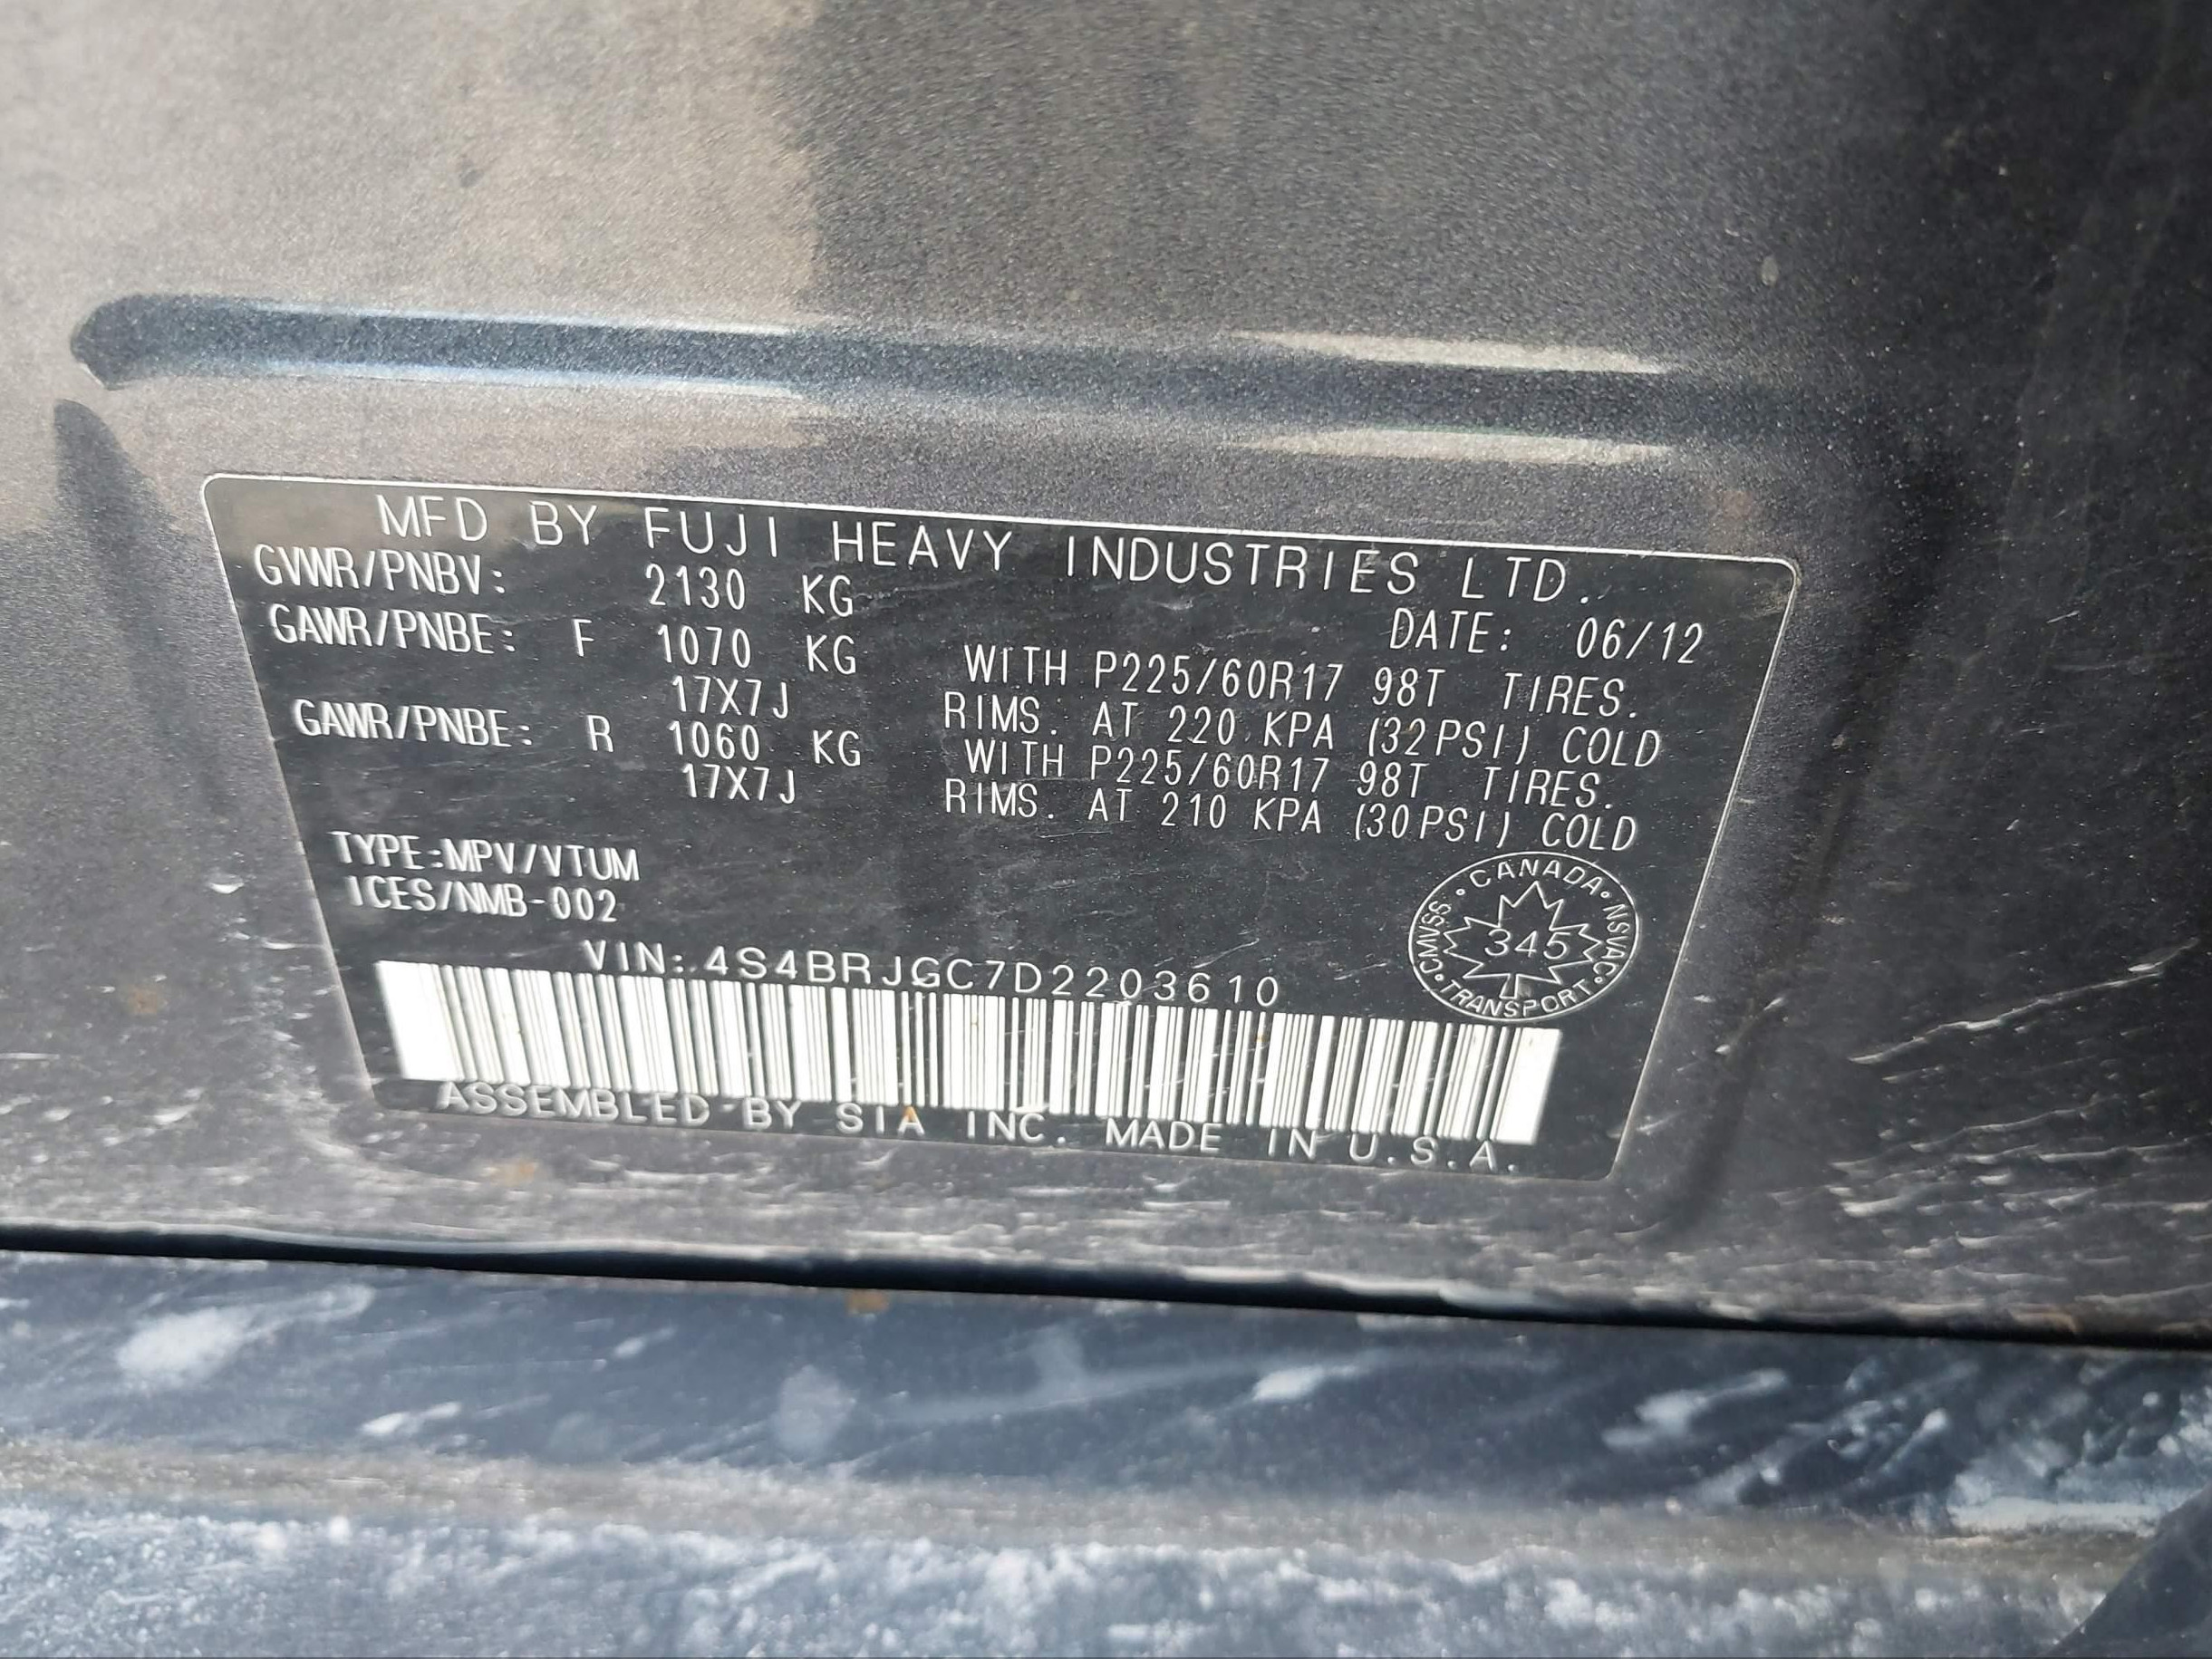 MFD BY FUJI HEAVY INDUSTRIES LTD.
GVWR/PNBV: 2130 KG DATE: 06/12
GAWR/PNBE: F 1070 KG WITH P225/60R17 98T TIRES.
17X7J RIMS. AT 220 KPA (32PSI) COLD
GAWR/PNBE: R 1060 KG WITH P225/60R17 98T TIRES.
17X7J RIMS. AT 210 KPA (30PSI) COLD
TYPE:MPV/VTUM
ICES/NMB-002
CANADA NSVAC TRANSPORT CMVSS
345
VIN: 4S4BRJGC7D2203610
ASSEMBLED BY SIA INC. MADE IN U.S.A.